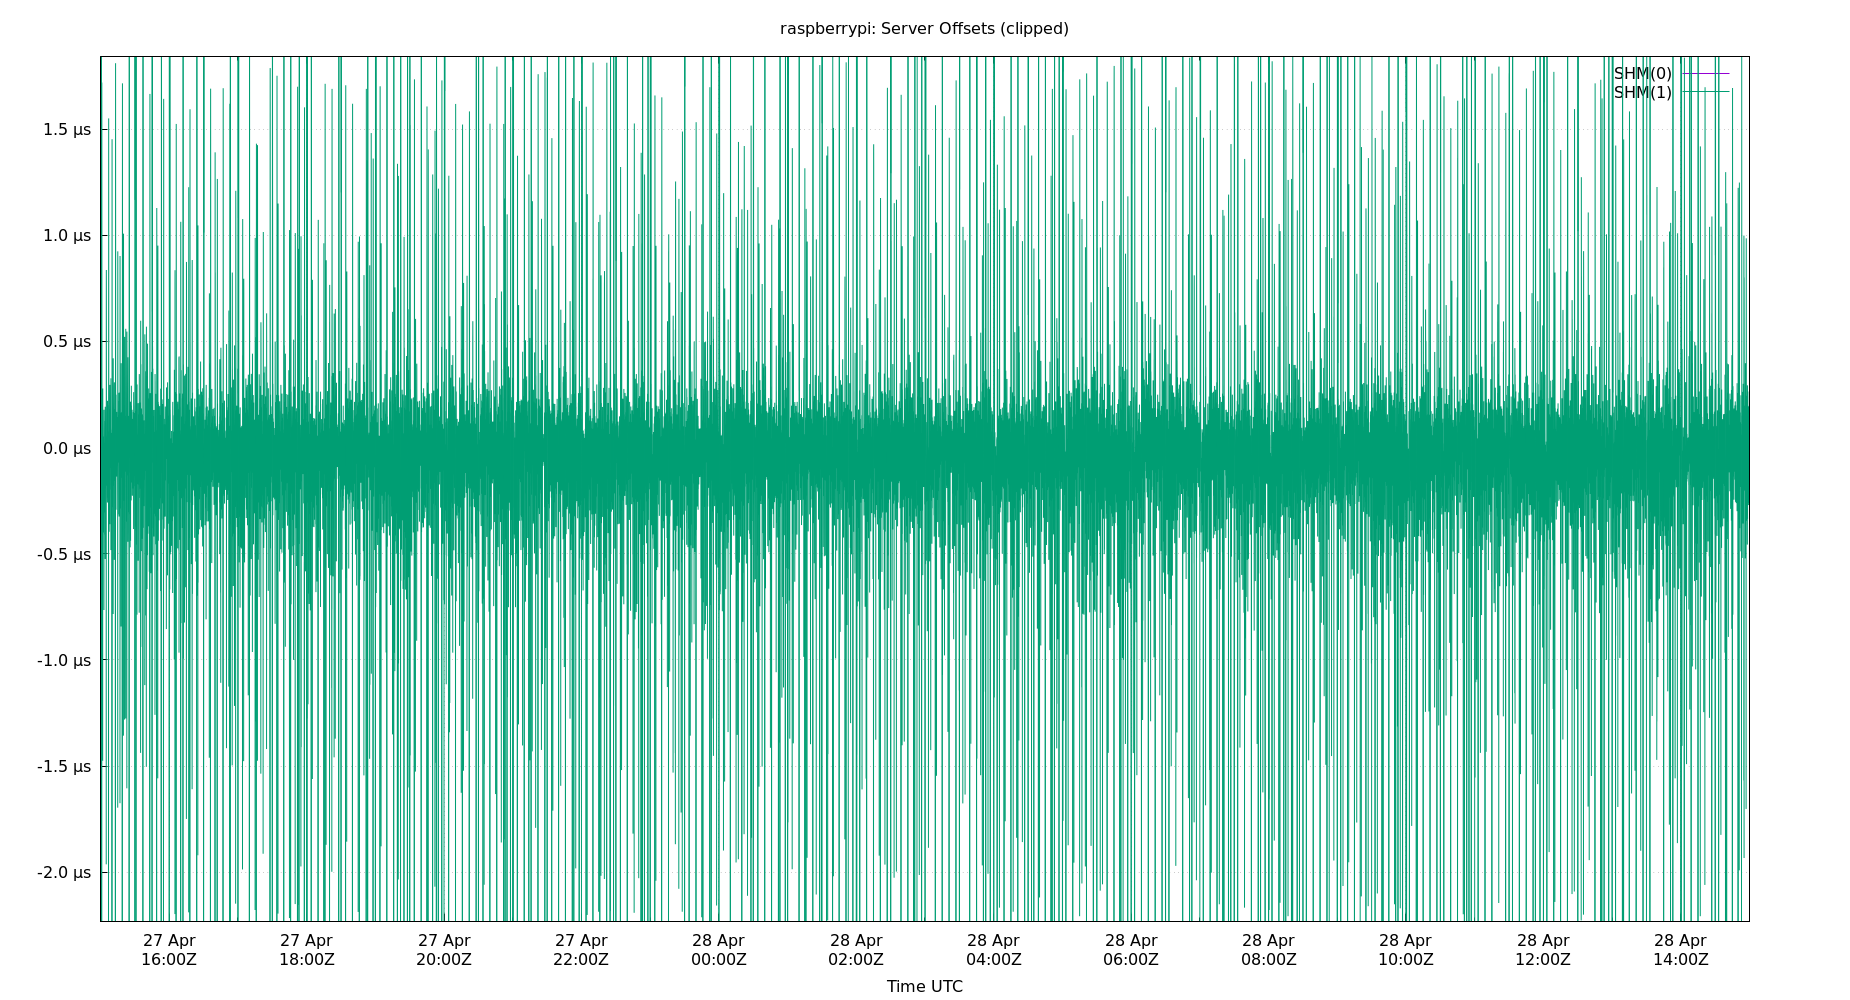 raspberrypi: Server Offsets (clipped)
SHM(0)
SHM(1)
1.5 µs
1.0 µs
0.5 µs
0.0 µs
-0.5 µs
-1.0 µs
-1.5 µs
-2.0 µs
27 Apr 27 Apr 27 Apr 27 Apr 28 Apr 28 Apr 28 Apr 28 Apr 28 Apr 28 Apr 28 Apr 28 Apr
16:00Z 18:00Z 20:00Z 22:00Z 00:00Z 02:00Z 04:00Z 06:00Z 08:00Z 10:00Z 12:00Z 14:00Z
Time UTC